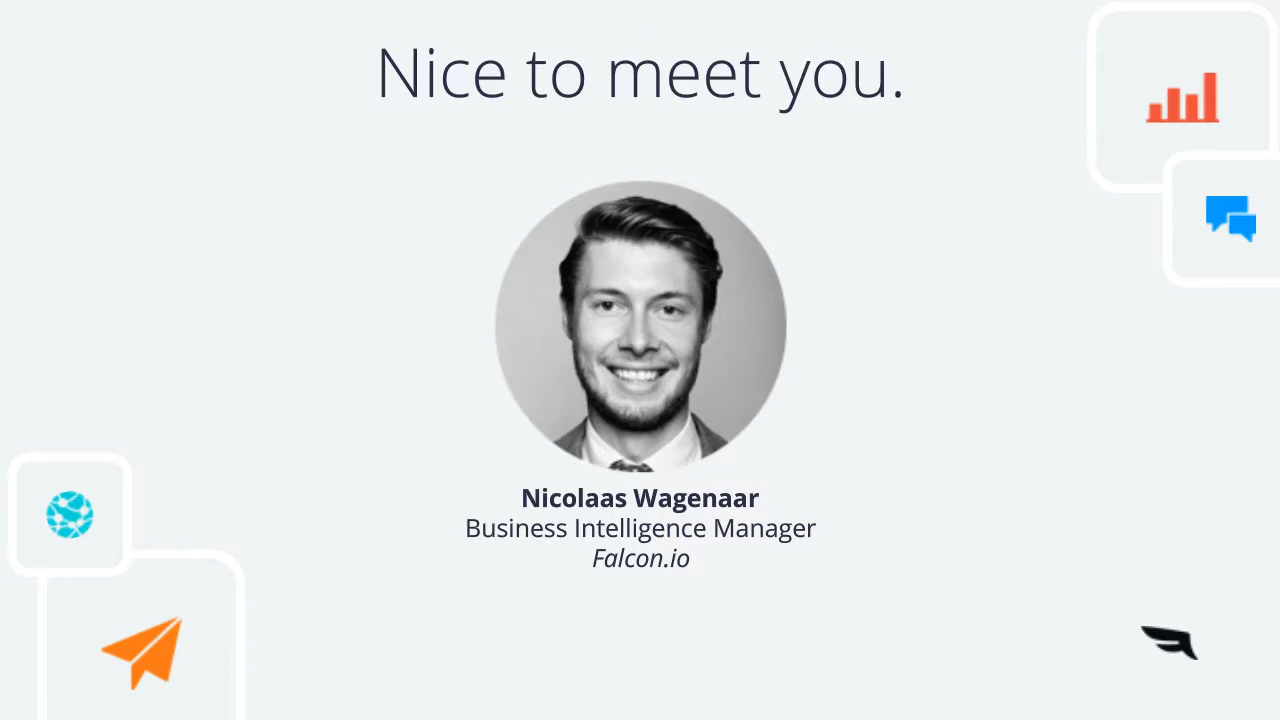 Nice to meet you.
Nicolaas Wagenaar
Business Intelligence Manager
Falcon.io